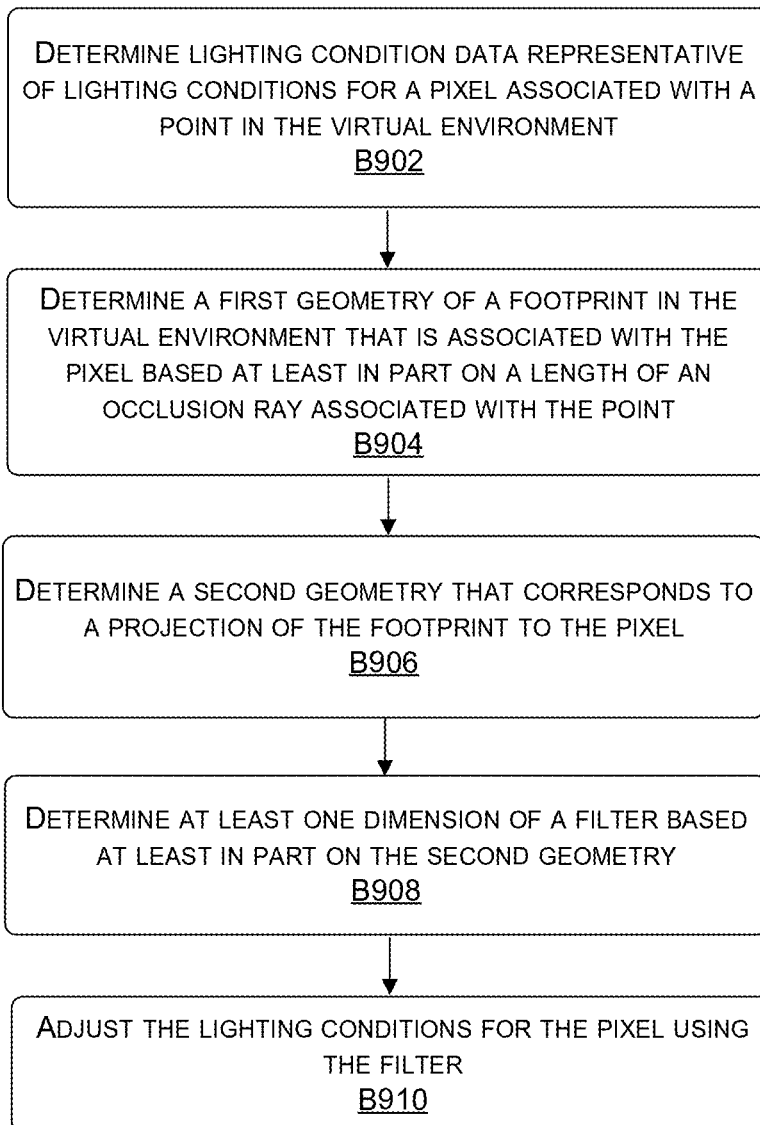 DETERMINE LIGHTING CONDITION DATA REPRESENTATIVE
OF LIGHTING CONDITIONS FOR A PIXEL ASSOCIATED WITH A
POINT IN THE VIRTUAL ENVIRONMENT
B902
DETERMINE A FIRST GEOMETRY OF A FOOTPRINT IN THE
VIRTUAL ENVIRONMENT THAT IS ASSOCIATED WITH THE
PIXEL BASED AT LEAST IN PART ON A LENGTH OF AN
OCCLUSION RAY ASSOCIATED WITH THE POINT
B904
DETERMINE A SECOND GEOMETRY THAT CORRESPONDS TO
A PROJECTION OF THE FOOTPRINT TO THE PIXEL
B906
DETERMINE AT LEAST ONE DIMENSION OF A FILTER BASED
AT LEAST IN PART ON THE SECOND GEOMETRY
B908
ADJUST THE LIGHTING CONDITIONS FOR THE PIXEL USING
THE FILTER
B910